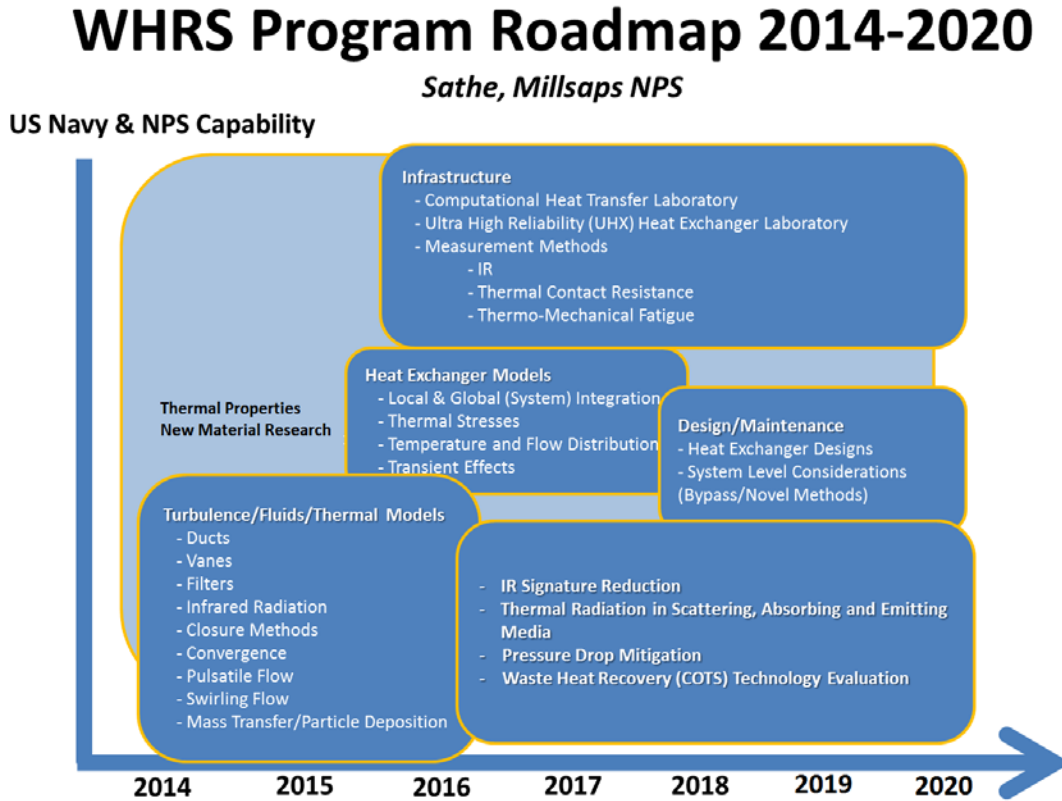 WHRS Program Roadmap 2014-2020
Sathe, Millsaps NPS
US Navy & NPS Capability
Infrastructure
- Computational Heat Transfer Laboratory
- Ultra High Reliability (UHX) Heat Exchanger Laboratory
- Measurement Methods
- IR
- Thermal Contact Resistance
- Thermo-Mechanical Fatigue
Thermal Properties
New Material Research
Heat Exchanger Models
- Local & Global (System) Integration
- Thermal Stresses
- Temperature and Flow Distribution
- Transient Effects
Design/Maintenance
- Heat Exchanger Designs
- System Level Considerations
(Bypass/Novel Methods)
Turbulence/Fluids/Thermal Models
- Ducts
- Vanes
- Filters
- Infrared Radiation
- Closure Methods
- Convergence
- Pulsatile Flow
- Swirling Flow
- Mass Transfer/Particle Deposition
- IR Signature Reduction
- Thermal Radiation in Scattering, Absorbing and Emitting
Media
- Pressure Drop Mitigation
- Waste Heat Recovery (COTS) Technology Evaluation
2014 2015 2016 2017 2018 2019 2020